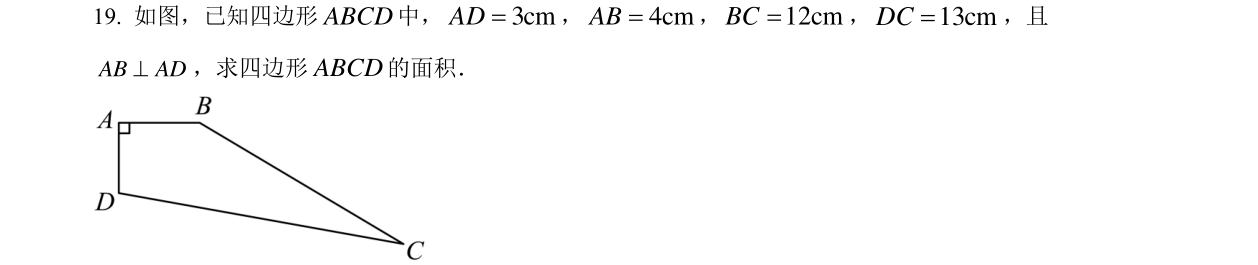 19. 如图，已知四边形ABCD中，AD=3cm，AB=4cm，BC=12cm，DC=13cm，且
AB⊥AD，求四边形ABCD的面积．
B
A
D
C